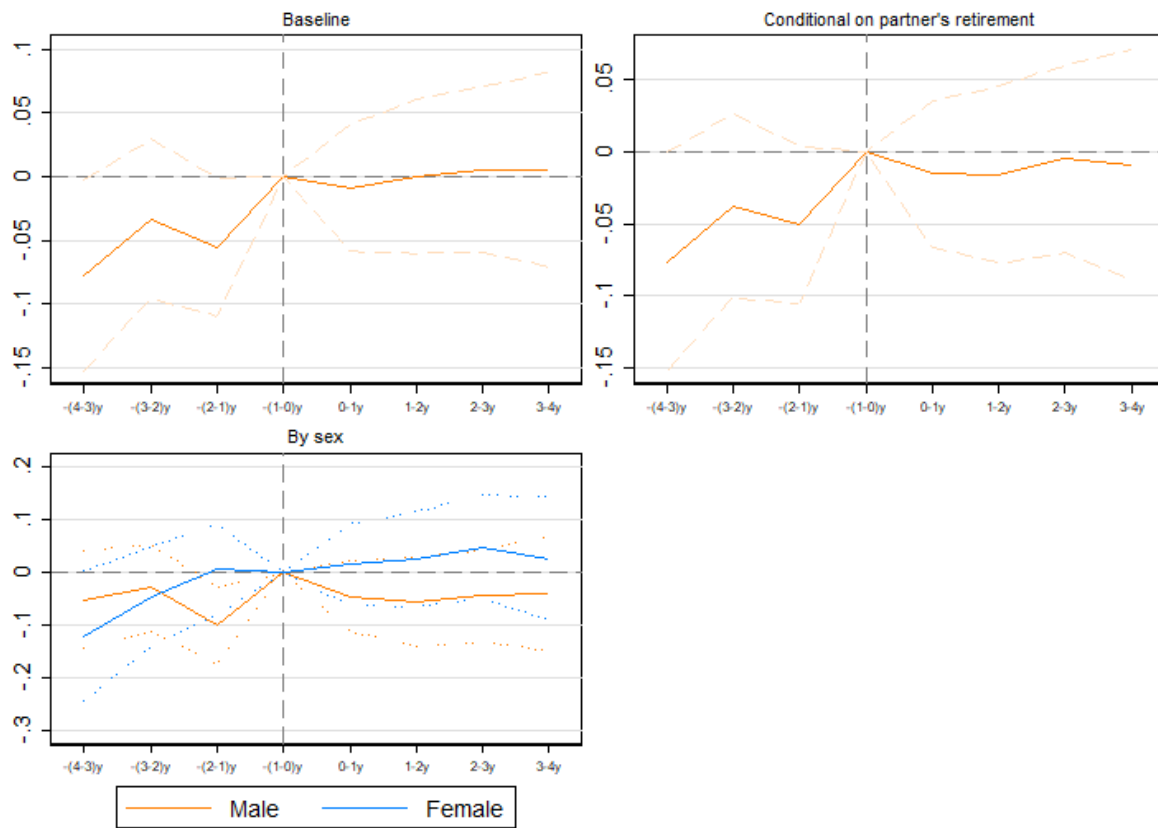 Baseline
.1
.05
0
-.05
-.1
-.15
-(4-3)y -(3-2)y -(2-1)y -(1-0)y 0-1y 1-2y 2-3y 3-4y
Conditional on partner's retirement
.05
0
-.05
-.1
-.15
-(4-3)y -(3-2)y -(2-1)y -(1-0)y 0-1y 1-2y 2-3y 3-4y
By sex
.2
.1
0
-.1
-.2
-.3
-(4-3)y -(3-2)y -(2-1)y -(1-0)y 0-1y 1-2y 2-3y 3-4y
Male Female